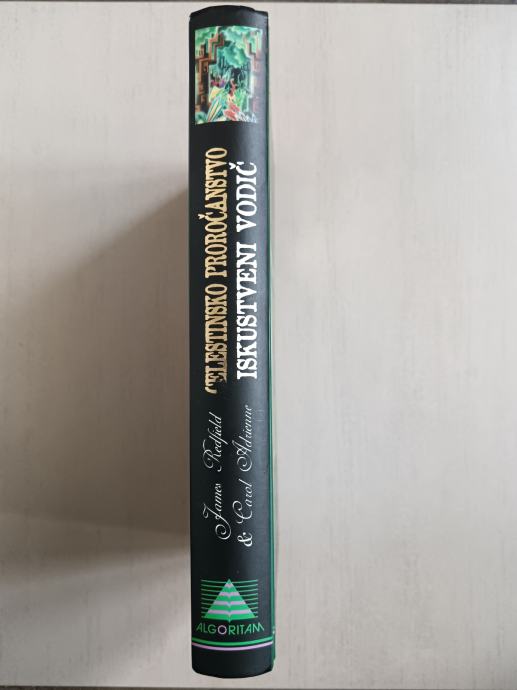 James Redfield
& Carol Adrienne
CELESTINSKO PROROČANSTVO
ISKUSTVENI VODIČ
ALGORITAM